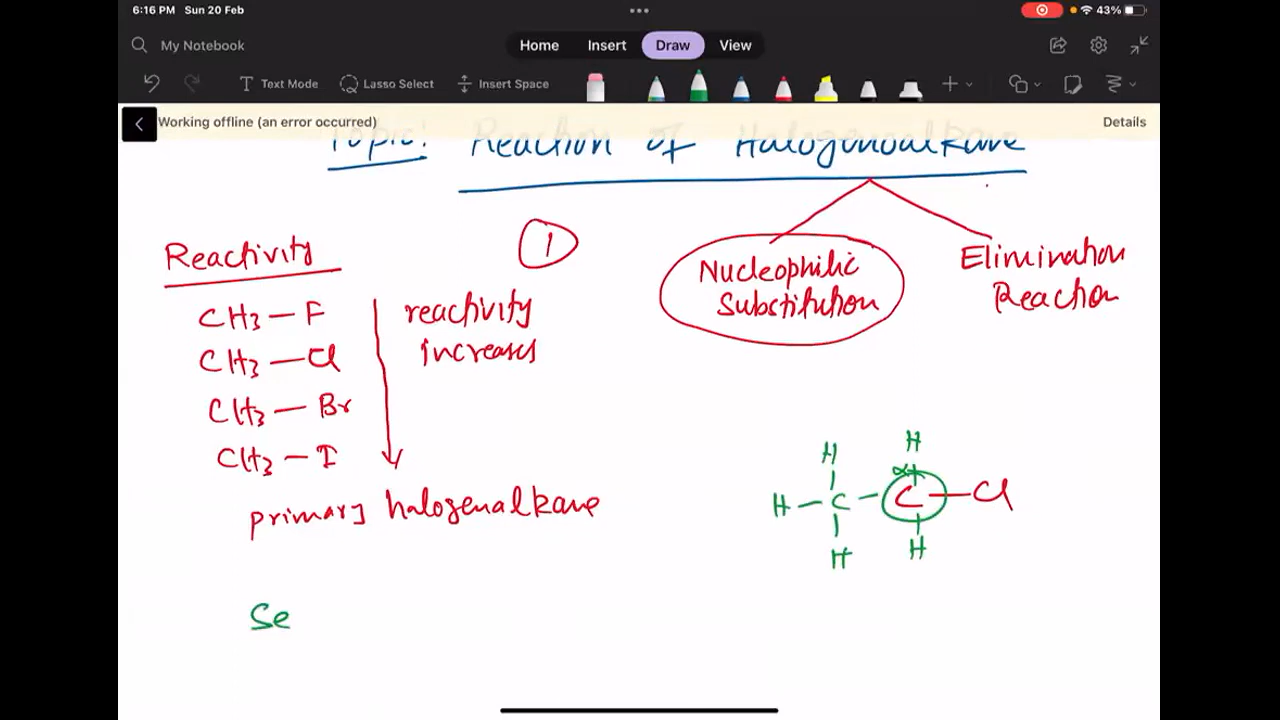 6:16 PM Sun 20 Feb
43%
My Notebook
Home Insert Draw View
Text Mode Lasso Select Insert Space
Working offline (an error occurred) Details
Topic: Reaction of Halogenoalkane
Reactivity
1
Nucleophilic
Substitution
Elimination
Reaction
CH3 — F
CH3 — Cl
CH3 — Br
CH3 — I
reactivity
increases
primary halogenalkane
H H
α
H — C — C — Cl
H H
Se